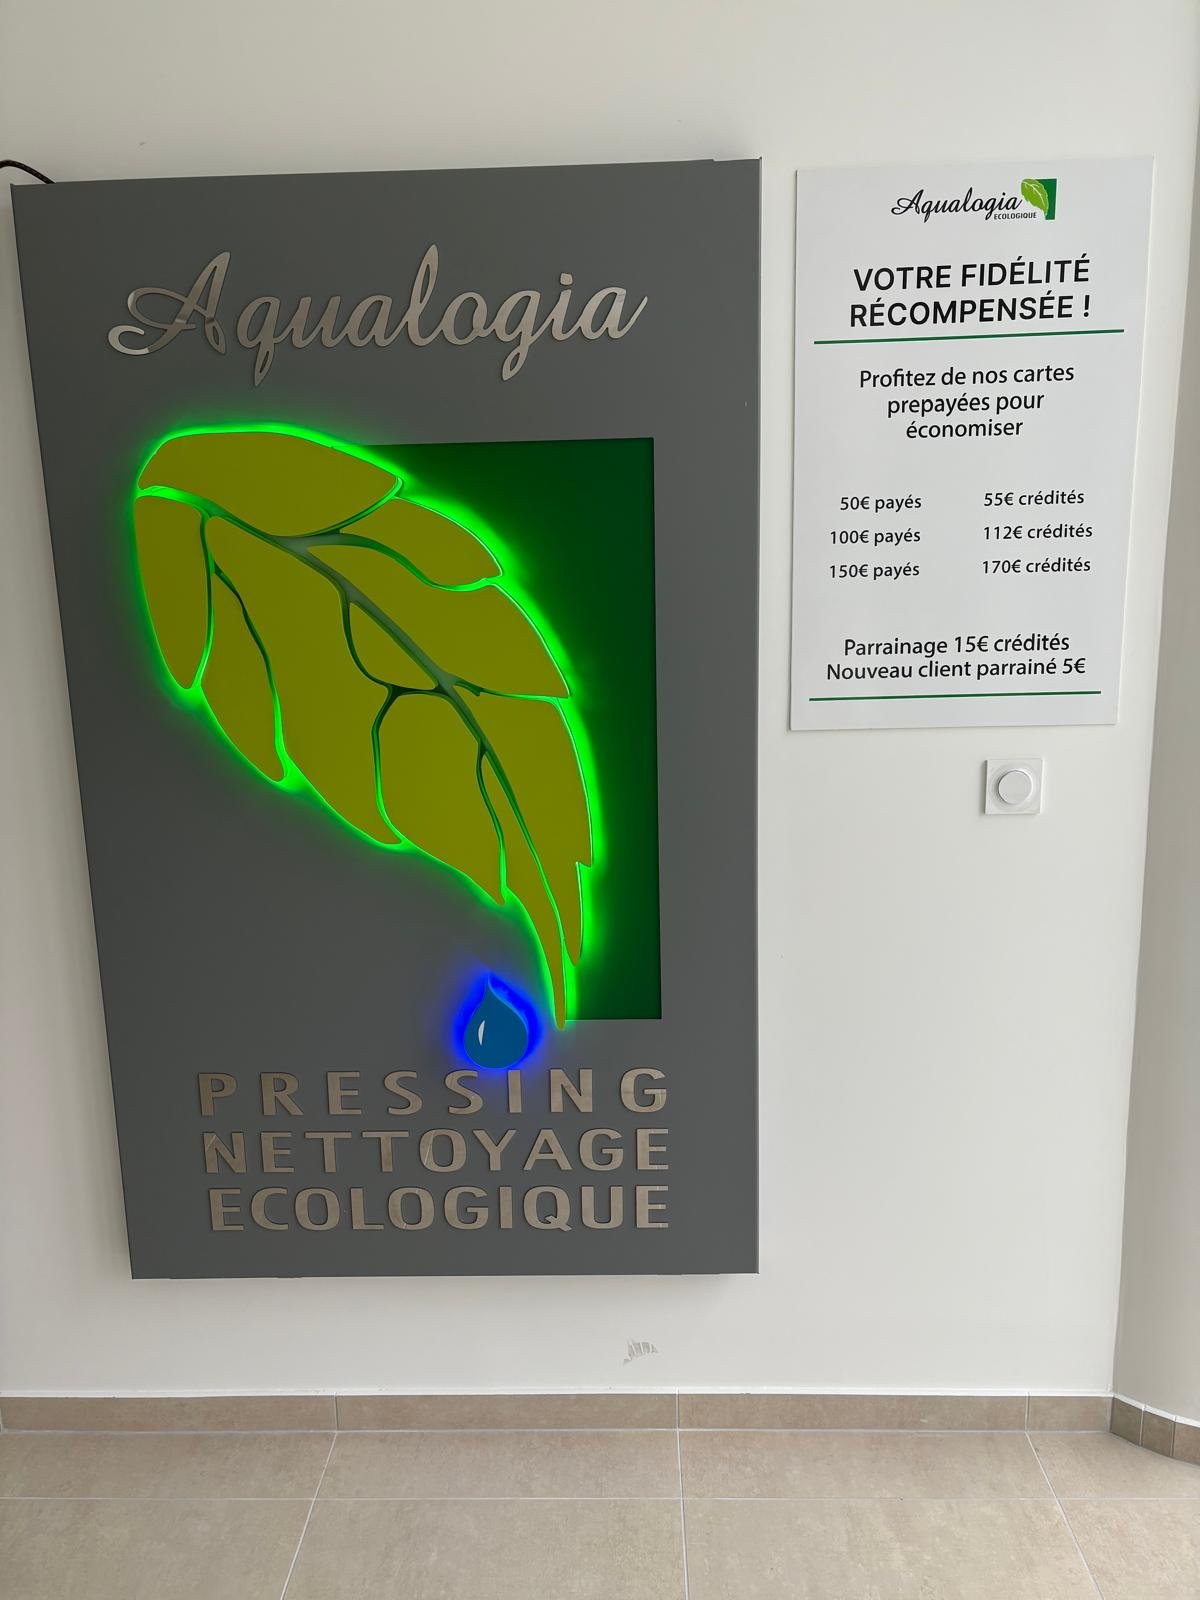 Aqualogia
PRESSING
NETTOYAGE
ECOLOGIQUE
Aqualogia
ECOLOGIQUE
VOTRE FIDÉLITÉ
RÉCOMPENSÉE !
Profitez de nos cartes
prepayées pour
économiser
50€ payés 55€ crédités
100€ payés 112€ crédités
150€ payés 170€ crédités
Parrainage 15€ crédités
Nouveau client parrainé 5€